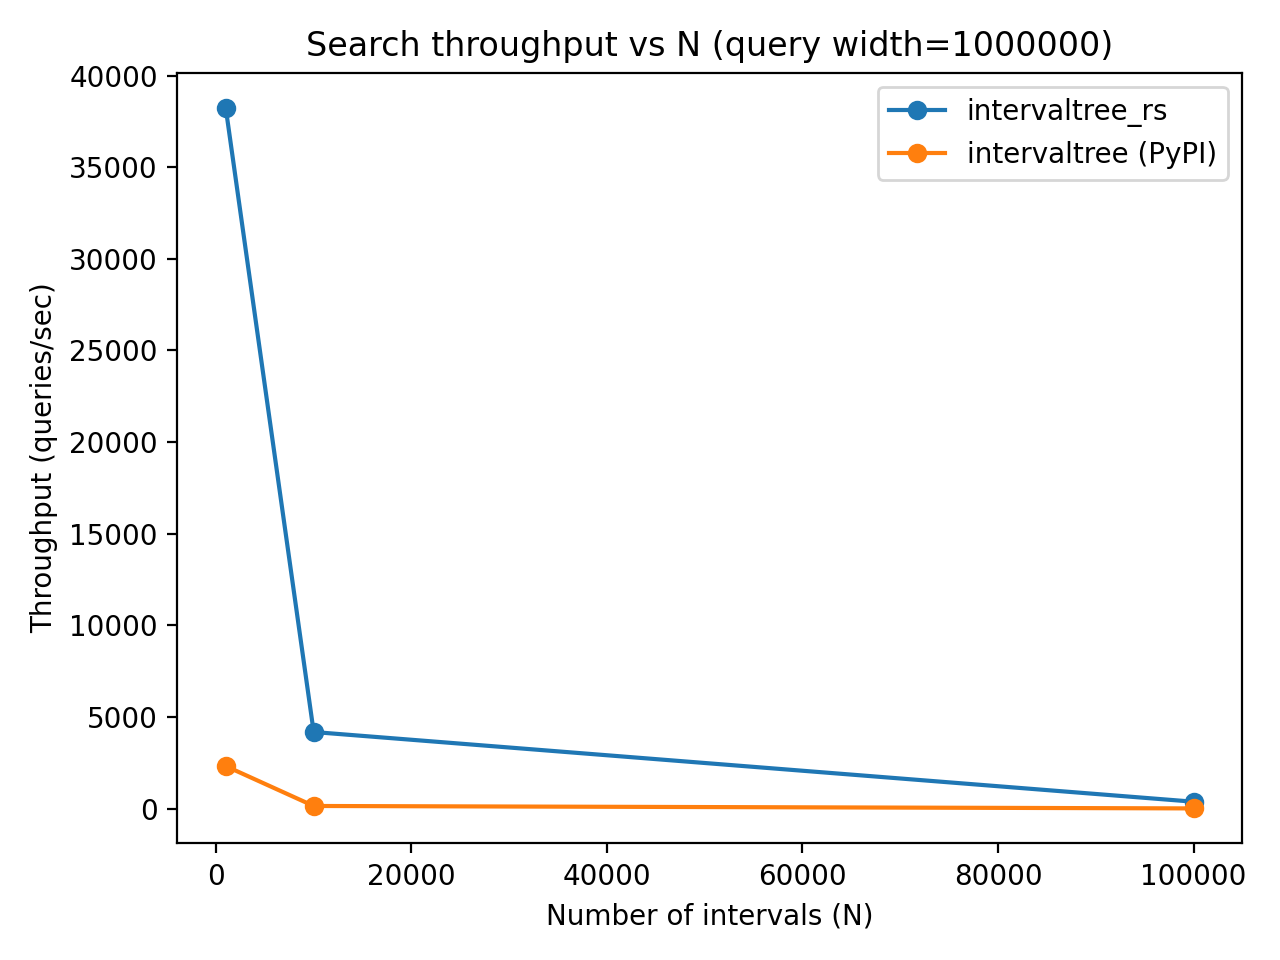 Search throughput vs N (query width=1000000)
intervaltree_rs
intervaltree (PyPI)
Throughput (queries/sec)
40000
35000
30000
25000
20000
15000
10000
5000
0
0 20000 40000 60000 80000 100000
Number of intervals (N)